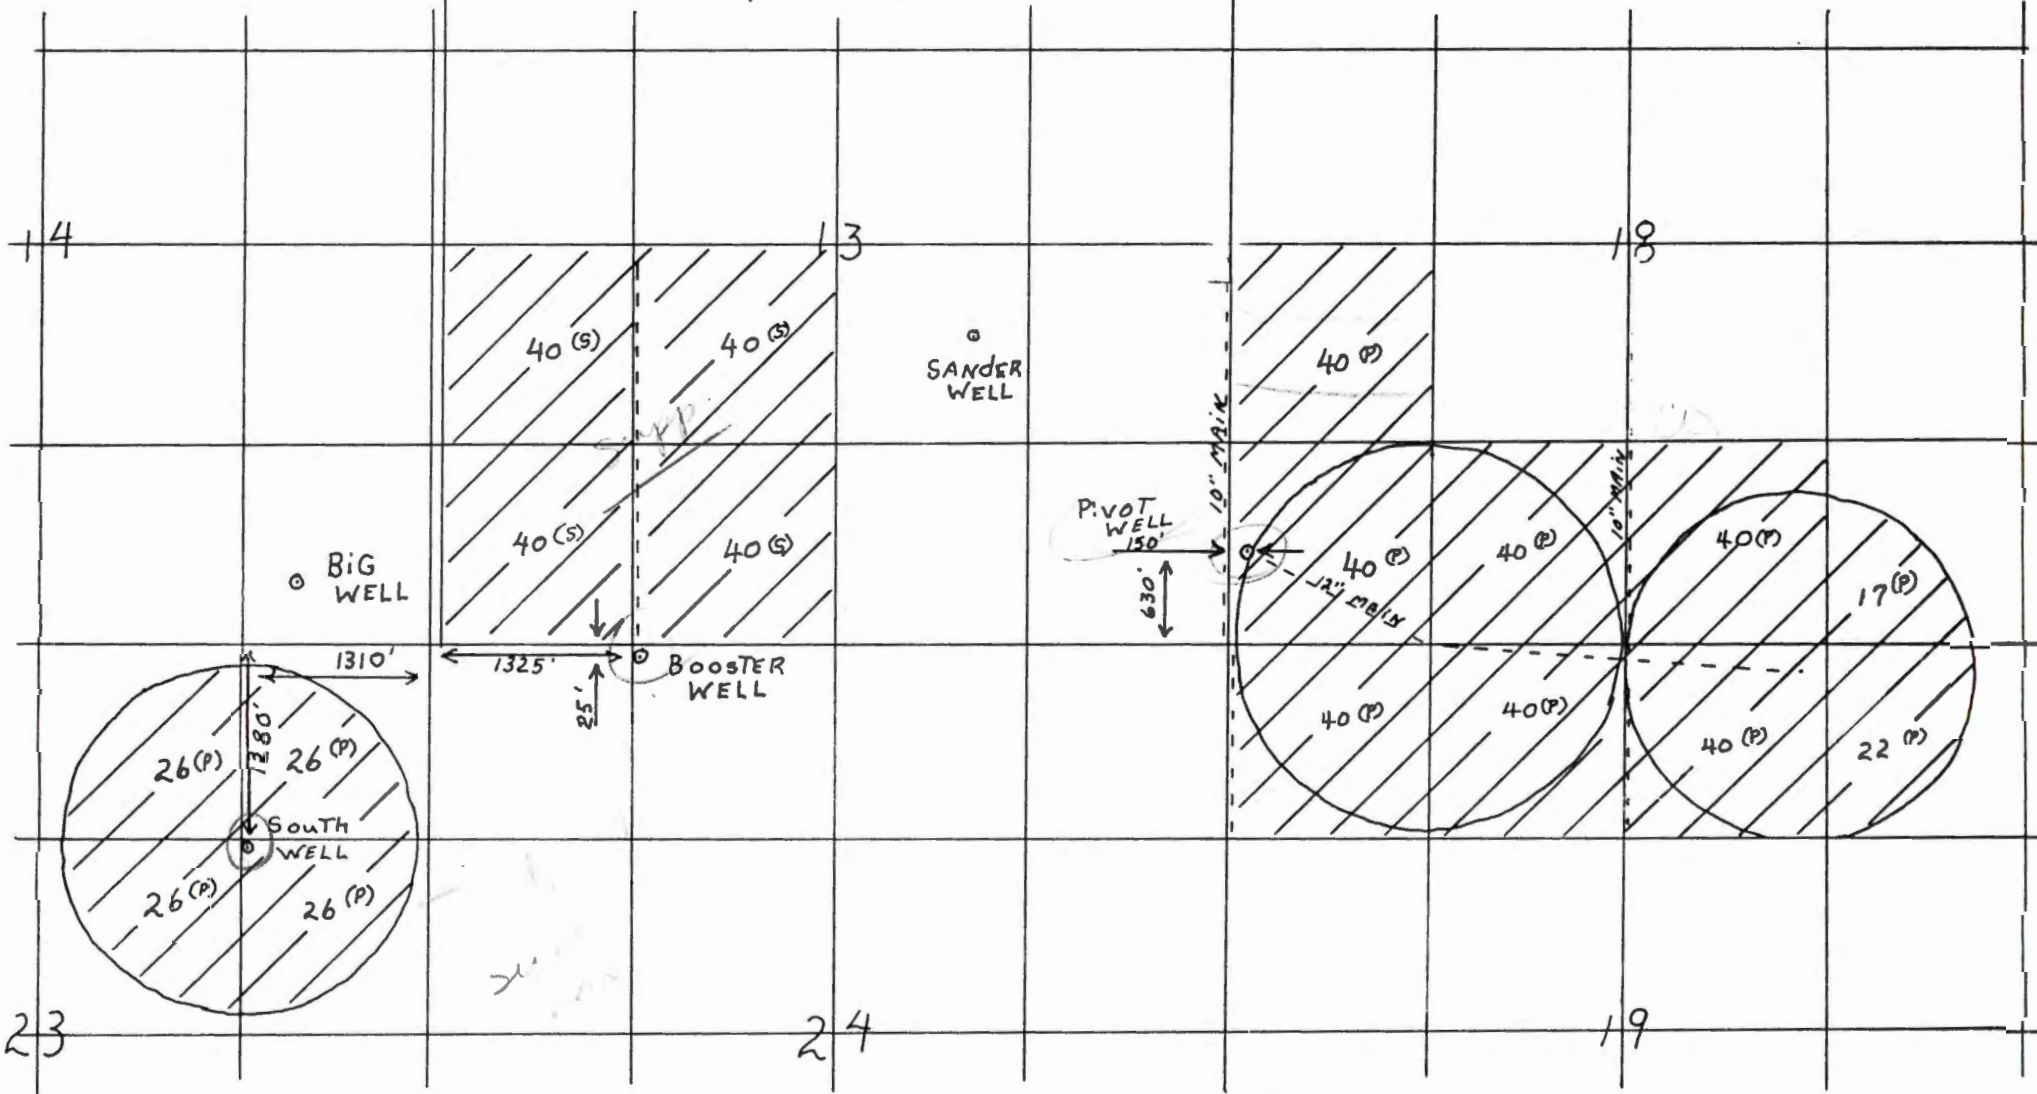 14
13
18
40 (S)
40 (S)
SANDER
WELL
40 (P)
10" MAIN
Supp.
10" MAIN
PIVOT
WELL
150'
630'
40 (S)
40 (S)
40 (P)
40 (P)
40 (P)
17 (P)
12" MAIN
BIG
WELL
1310'
1325'
BOOSTER
WELL
25'
1380'
26 (P)
26 (P)
40 (P)
40 (P)
40 (P)
22 (P)
SOUTH
WELL
26 (P)
26 (P)
23
24
19